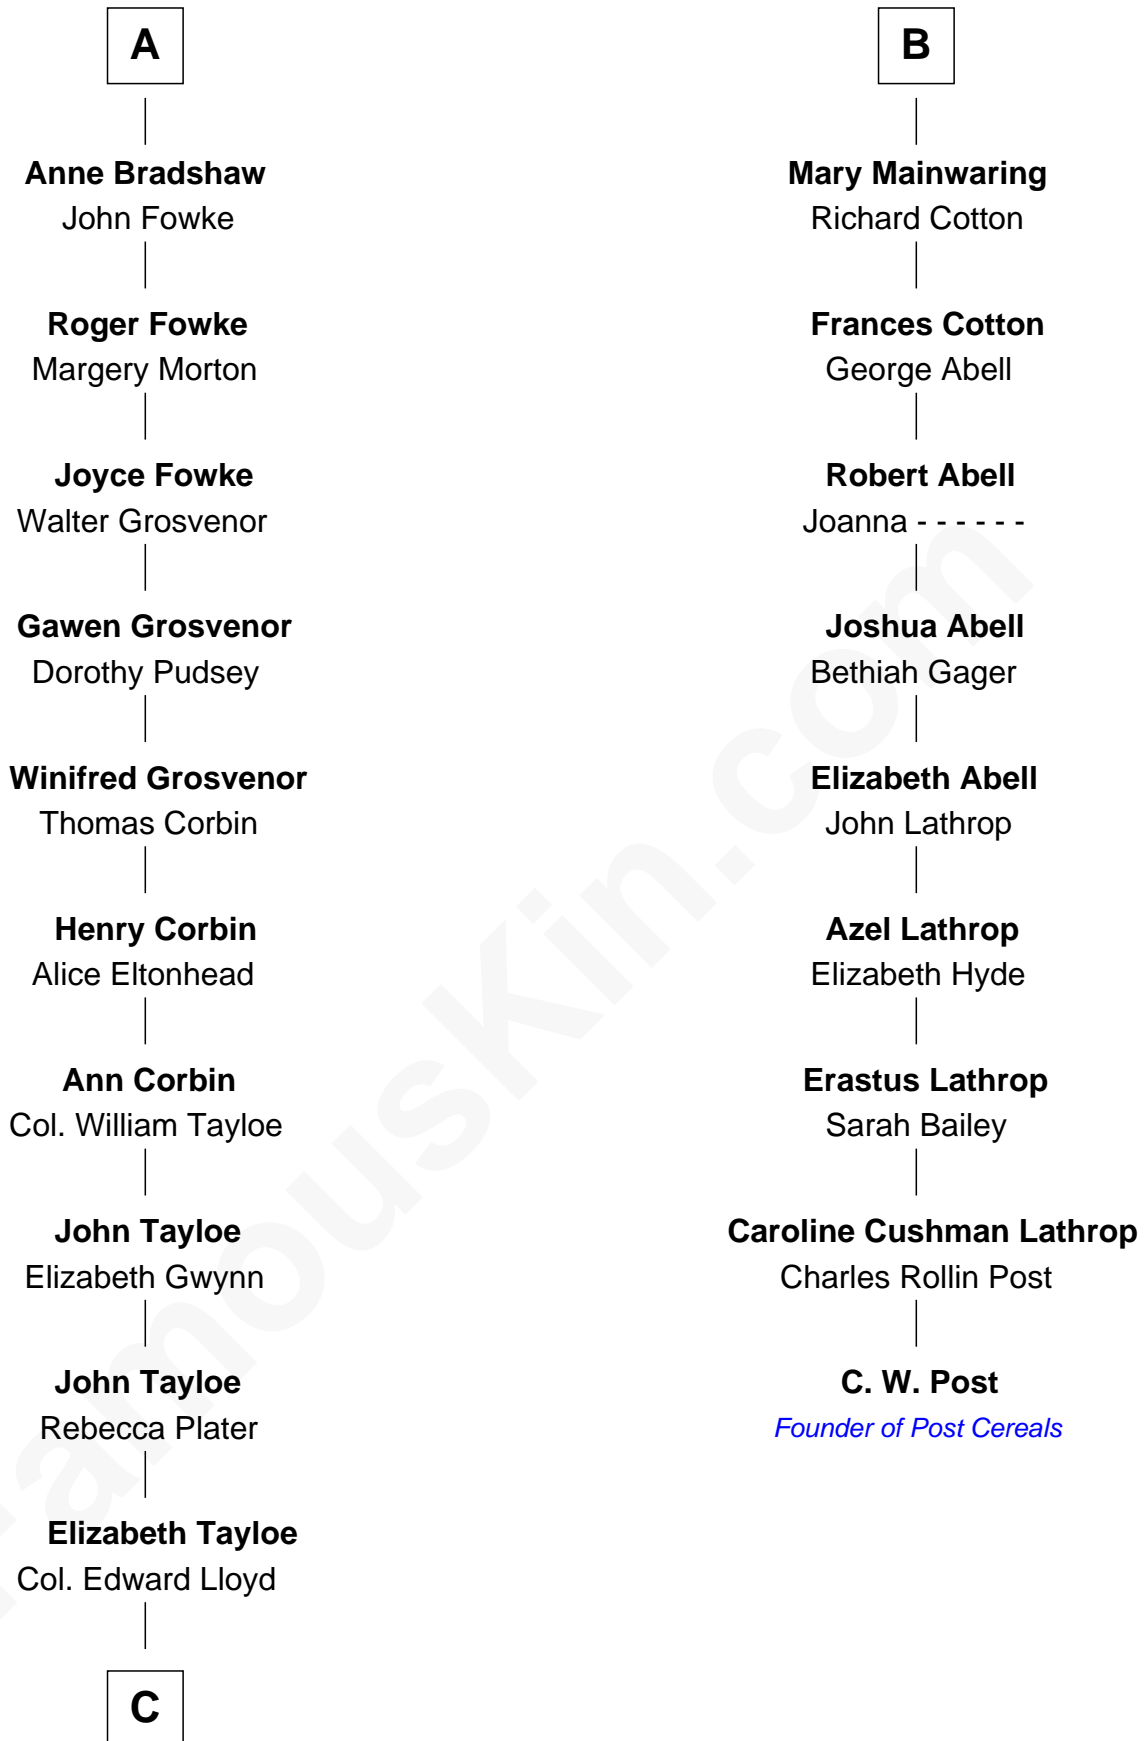 A
Anne Bradshaw
John Fowke
Roger Fowke
Margery Morton
Joyce Fowke
Walter Grosvenor
Gawen Grosvenor
Dorothy Pudsey
Winifred Grosvenor
Thomas Corbin
Henry Corbin
Alice Eltonhead
Ann Corbin
Col. William Tayloe
John Tayloe
Elizabeth Gwynn
John Tayloe
Rebecca Plater
Elizabeth Tayloe
Col. Edward Lloyd
C
B
Mary Mainwaring
Richard Cotton
Frances Cotton
George Abell
Robert Abell
Joanna - - - - - -
Joshua Abell
Bethiah Gager
Elizabeth Abell
John Lathrop
Azel Lathrop
Elizabeth Hyde
Erastus Lathrop
Sarah Bailey
Caroline Cushman Lathrop
Charles Rollin Post
C. W. Post
Founder of Post Cereals
FamousKin.com